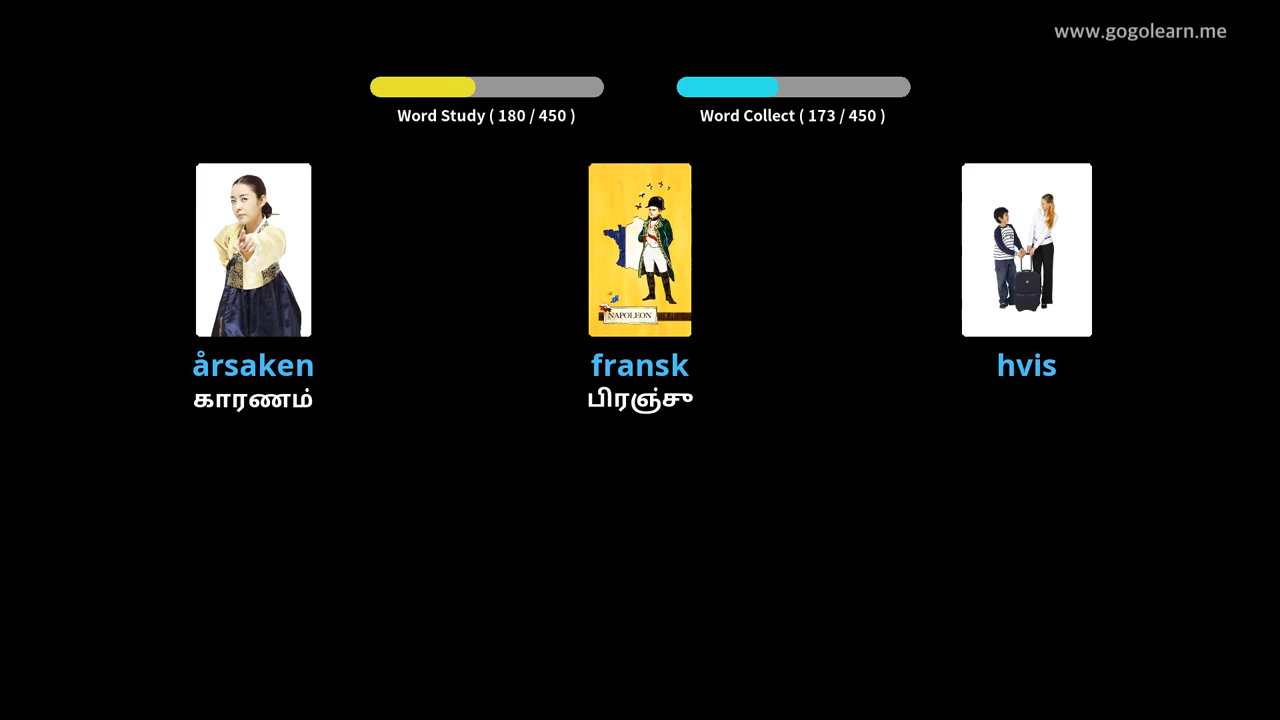 www.gogolearn.me
Word Study ( 180 / 450 )
Word Collect ( 173 / 450 )
NAPOLEON
årsaken
fransk
hvis
காரணம்
பிரஞ்சு